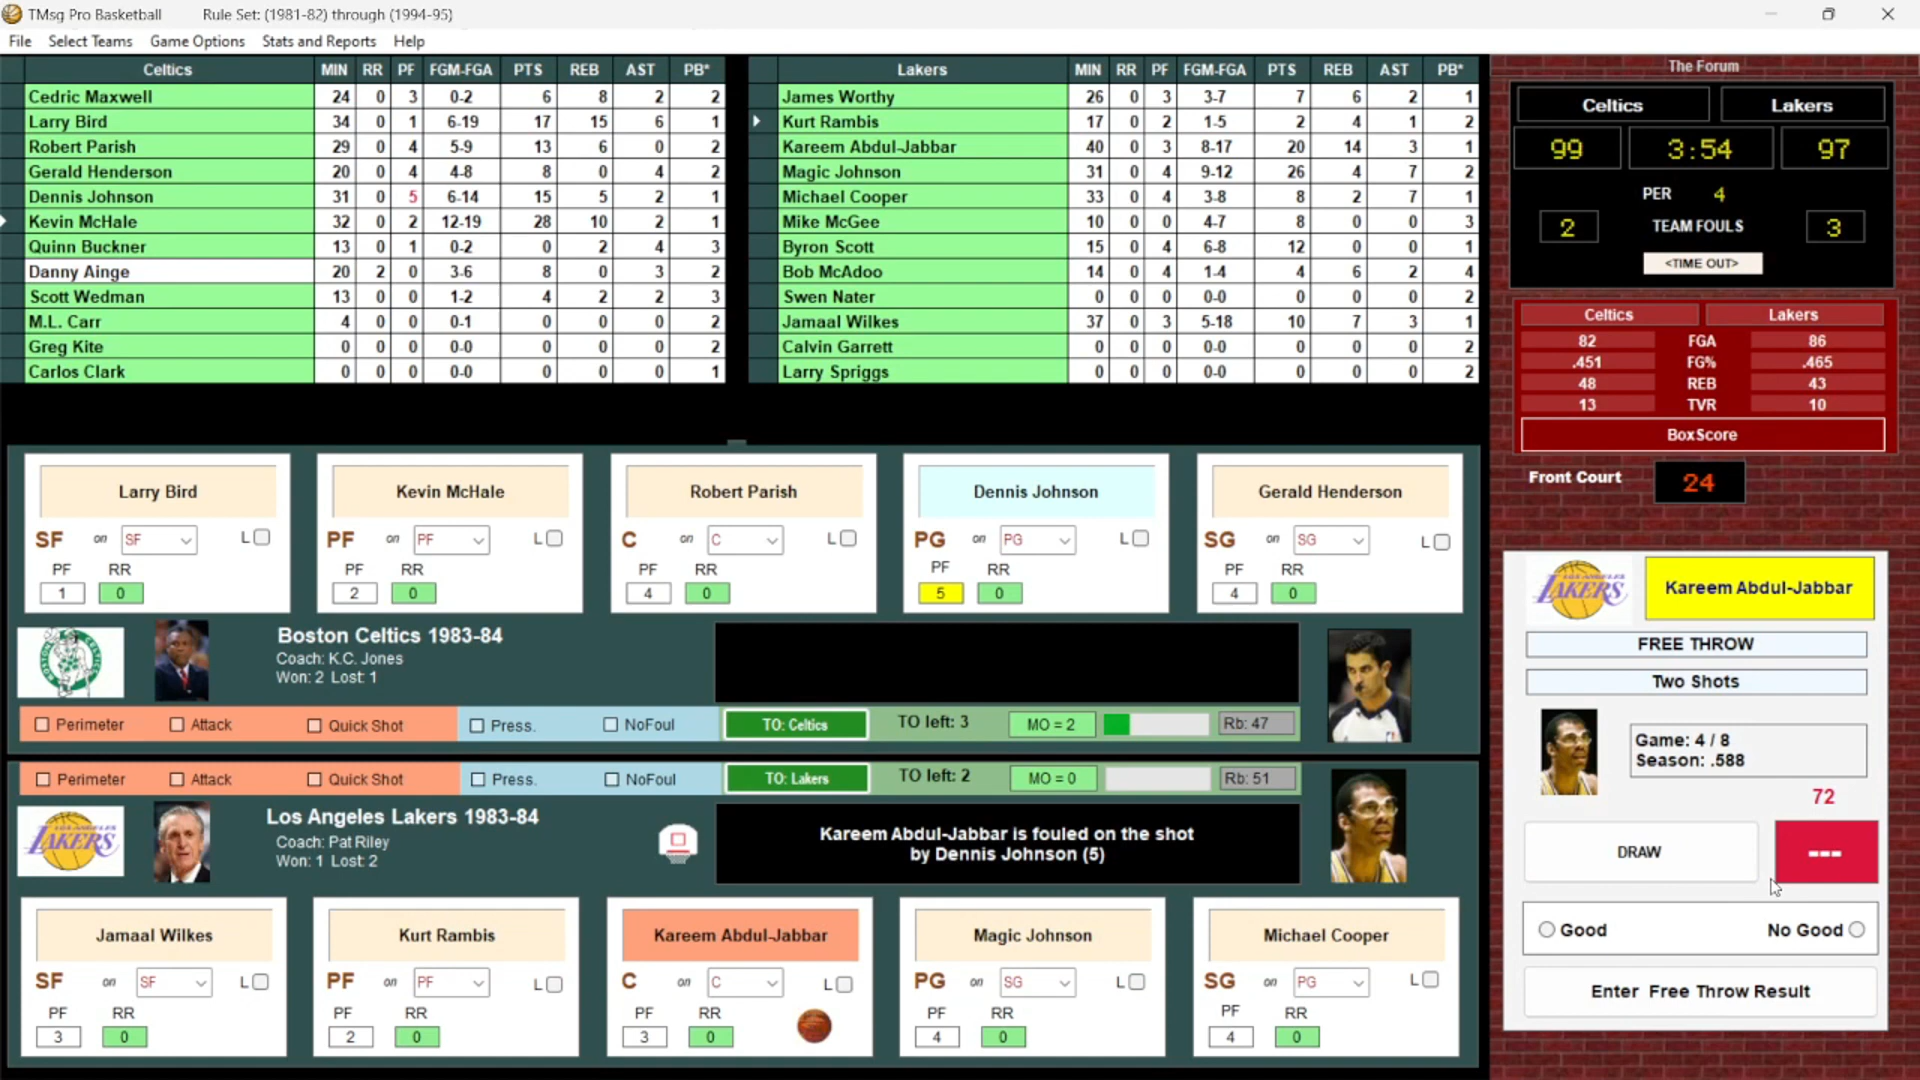 TMsg Pro Basketball Rule Set: (1981-82) through (1994-95)
File Select Teams Game Options Stats and Reports Help
Celtics MIN RR PF FGM-FGA PTS REB AST PB*
Cedric Maxwell 24 0 3 0-2 6 8 2 2
Larry Bird 34 0 1 6-19 17 15 6 1
Robert Parish 29 0 4 5-9 13 6 0 2
Gerald Henderson 20 0 4 4-8 8 0 4 2
Dennis Johnson 31 0 5 6-14 15 5 2 1
Kevin McHale 32 0 2 12-19 28 10 2 1
Quinn Buckner 13 0 1 0-2 0 2 4 3
Danny Ainge 20 2 0 3-6 8 0 3 2
Scott Wedman 13 0 0 1-2 4 2 2 3
M.L. Carr 4 0 0 0-1 0 0 0 2
Greg Kite 0 0 0 0-0 0 0 0 2
Carlos Clark 0 0 0 0-0 0 0 0 1
Lakers MIN RR PF FGM-FGA PTS REB AST PB*
James Worthy 26 0 3 3-7 7 6 2 1
Kurt Rambis 17 0 2 1-5 2 4 1 2
Kareem Abdul-Jabbar 40 0 3 8-17 20 14 3 1
Magic Johnson 31 0 4 9-12 26 4 7 2
Michael Cooper 33 0 4 3-8 8 2 7 1
Mike McGee 10 0 0 4-7 8 0 0 3
Byron Scott 15 0 4 6-8 12 0 0 1
Bob McAdoo 14 0 4 1-4 4 6 2 4
Swen Nater 0 0 0 0-0 0 0 0 2
Jamaal Wilkes 37 0 3 5-18 10 7 3 1
Calvin Garrett 0 0 0 0-0 0 0 0 2
Larry Spriggs 0 0 0 0-0 0 0 0 2
The Forum
Celtics Lakers
99 3:54 97
PER 4
2 TEAM FOULS 3
<TIME OUT>
Celtics Lakers
82 FGA 86
.451 FG% .465
48 REB 43
13 TVR 10
BoxScore
Front Court 24
Larry Bird Kevin McHale Robert Parish Dennis Johnson Gerald Henderson
SF on SF L PF on PF L C on C L PG on PG L SG on SG L
PF RR PF RR PF RR PF RR PF RR
1 0 2 0 4 0 5 0 4 0
Boston Celtics 1983-84
Coach: K.C. Jones
Won: 2 Lost: 1
Perimeter Attack Quick Shot Press. NoFoul TO: Celtics TO left: 3 MO = 2 Rb: 47
Perimeter Attack Quick Shot Press. NoFoul TO: Lakers TO left: 2 MO = 0 Rb: 51
LOS ANGELES
LAKERS
Los Angeles Lakers 1983-84
Coach: Pat Riley
Won: 1 Lost: 2
Kareem Abdul-Jabbar is fouled on the shot
by Dennis Johnson (5)
Jamaal Wilkes Kurt Rambis Kareem Abdul-Jabbar Magic Johnson Michael Cooper
SF on SF L PF on PF L C on C L PG on SG L SG on PG L
PF RR PF RR PF RR PF RR PF RR
3 0 2 0 3 0 4 0 4 0
LOS ANGELES
LAKERS
Kareem Abdul-Jabbar
FREE THROW
Two Shots
Game: 4 / 8
Season: .588
72
DRAW ---
Good No Good
Enter Free Throw Result